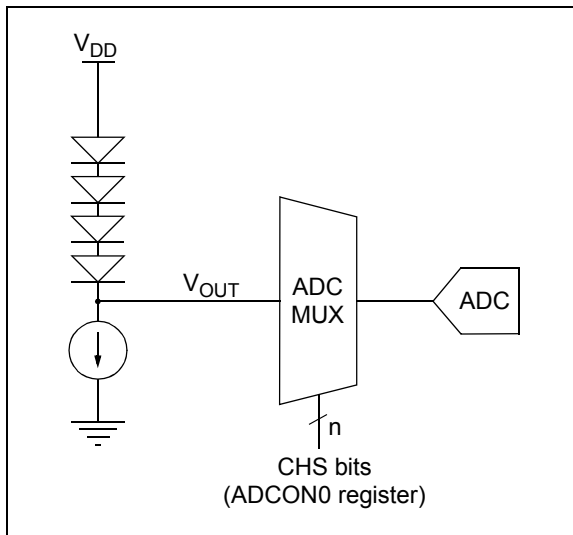 VDD
VOUT
ADC
MUX
ADC
n
CHS bits
(ADCON0 register)